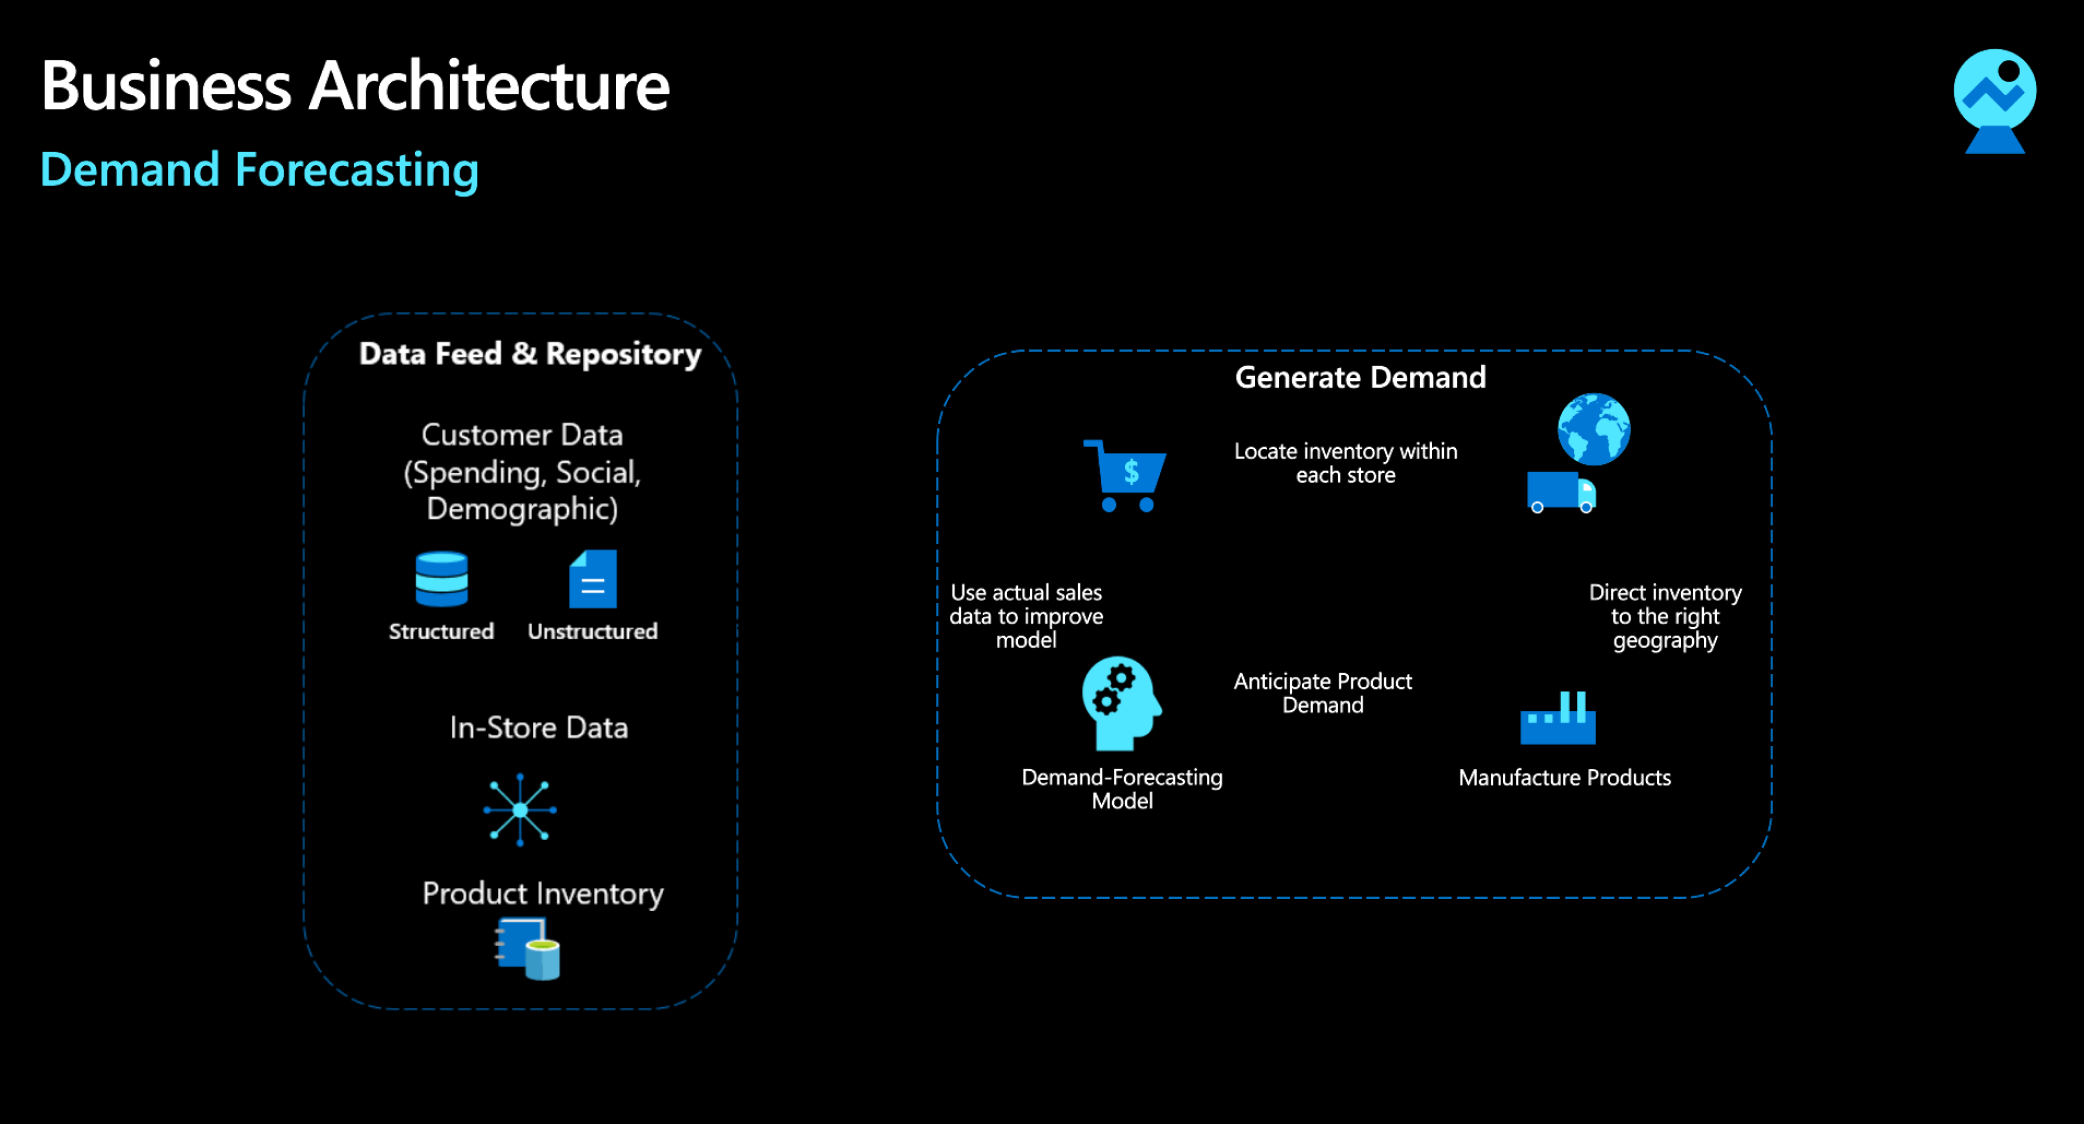 Business Architecture
Demand Forecasting
Data Feed & Repository
Customer Data
(Spending, Social,
Demographic)
Structured
Unstructured
In-Store Data
Product Inventory
Generate Demand
$
Locate inventory within
each store
Use actual sales
data to improve
model
Direct inventory
to the right
geography
Anticipate Product
Demand
Demand-Forecasting
Model
Manufacture Products